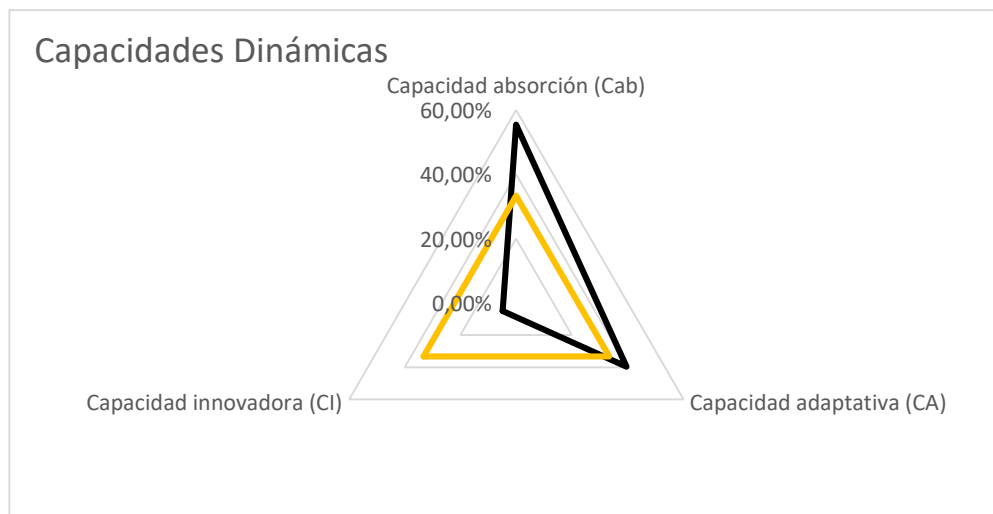 Capacidades Dinámicas
Capacidad absorción (Cab)
60,00%
40,00%
20,00%
0,00%
Capacidad innovadora (CI)
Capacidad adaptativa (CA)